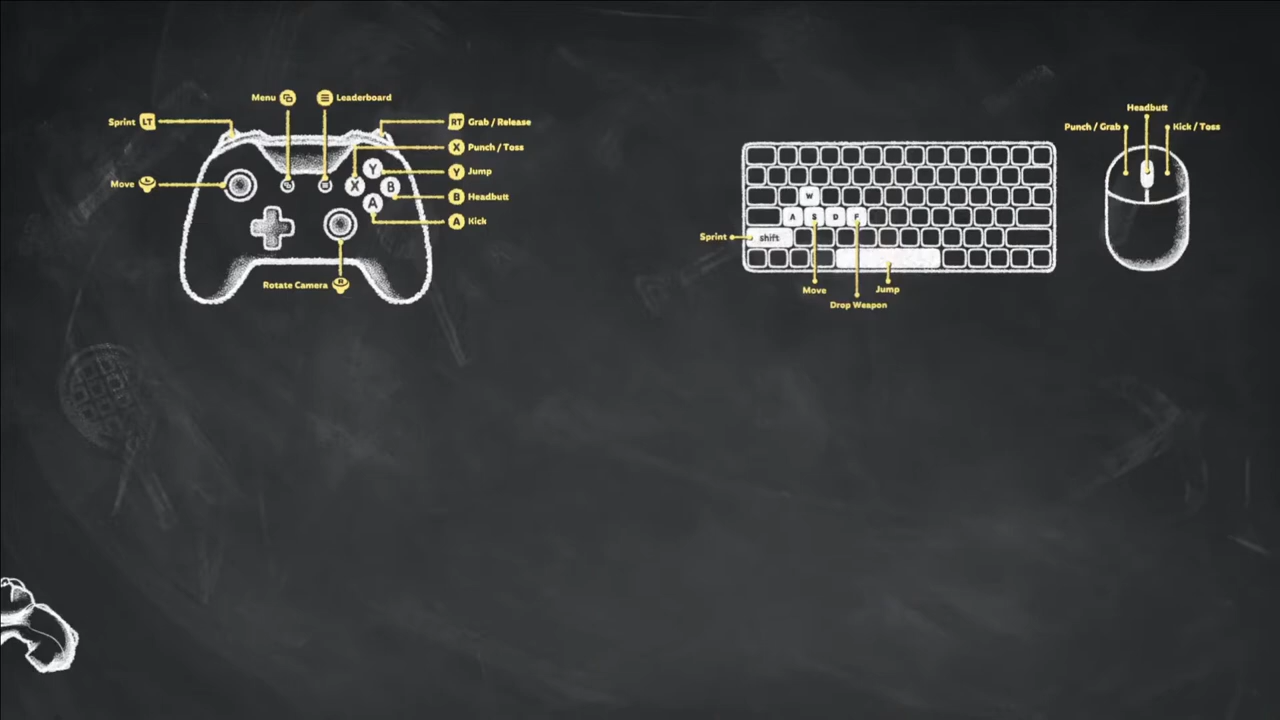 Menu
Leaderboard
Sprint LT
RT Grab / Release
X Punch / Toss
Y Jump
B Headbutt
A Kick
Move L
Y
X
B
A
Rotate Camera R
W
A S D F
shift
Sprint
Move
Jump
Drop Weapon
Headbutt
Punch / Grab
Kick / Toss